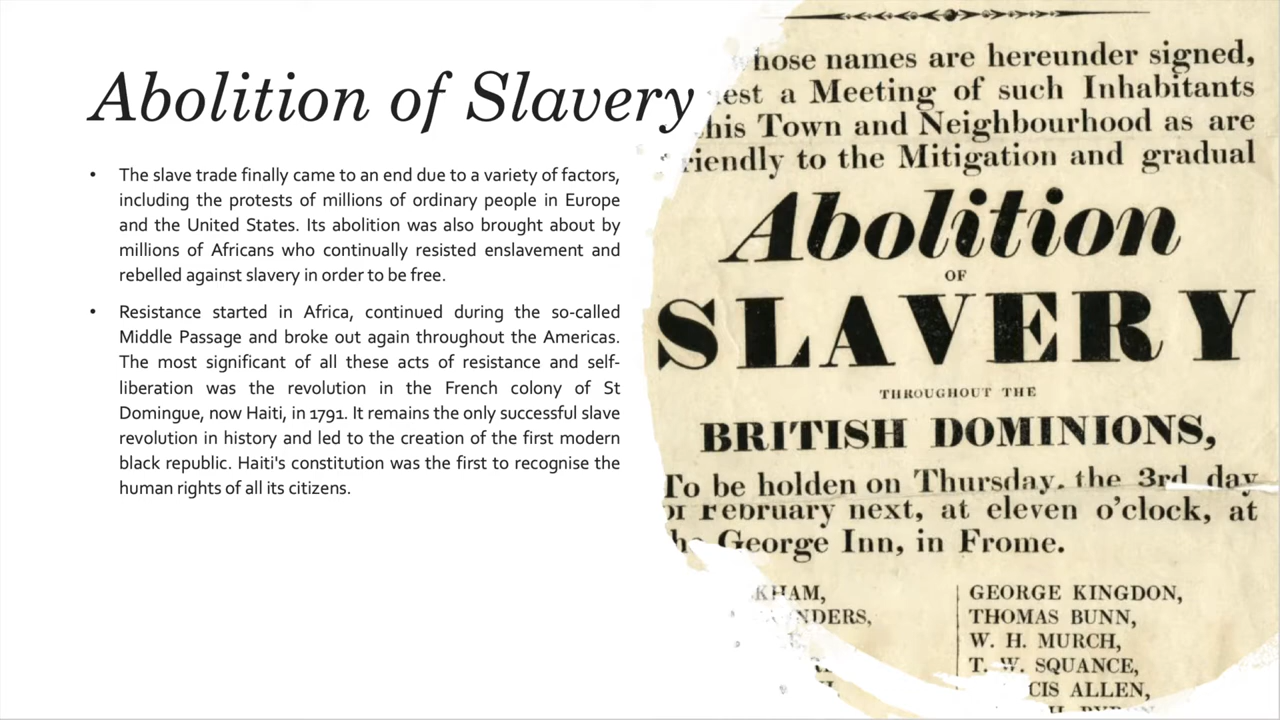 Abolition of Slavery
• The slave trade finally came to an end due to a variety of factors,
including the protests of millions of ordinary people in Europe
and the United States. Its abolition was also brought about by
millions of Africans who continually resisted enslavement and
rebelled against slavery in order to be free.
• Resistance started in Africa, continued during the so-called
Middle Passage and broke out again throughout the Americas.
The most significant of all these acts of resistance and self-
liberation was the revolution in the French colony of St
Domingue, now Haiti, in 1791. It remains the only successful slave
revolution in history and led to the creation of the first modern
black republic. Haiti's constitution was the first to recognise the
human rights of all its citizens.
names are hereunder signed,
a Meeting of such Inhabitants
Town and Neighbourhood as are
to the Mitigation and gradual
Abolition
OF
SLAVERY
THROUGHOUT THE
BRITISH DOMINIONS,
To be holden on Thursday, the 3rd day
February next, at eleven o'clock, at
George Inn, in Frome.
GEORGE KINGDON,
THOMAS BUNN,
W. H. MURCH,
T. W. SQUANCE,
ALLEN,